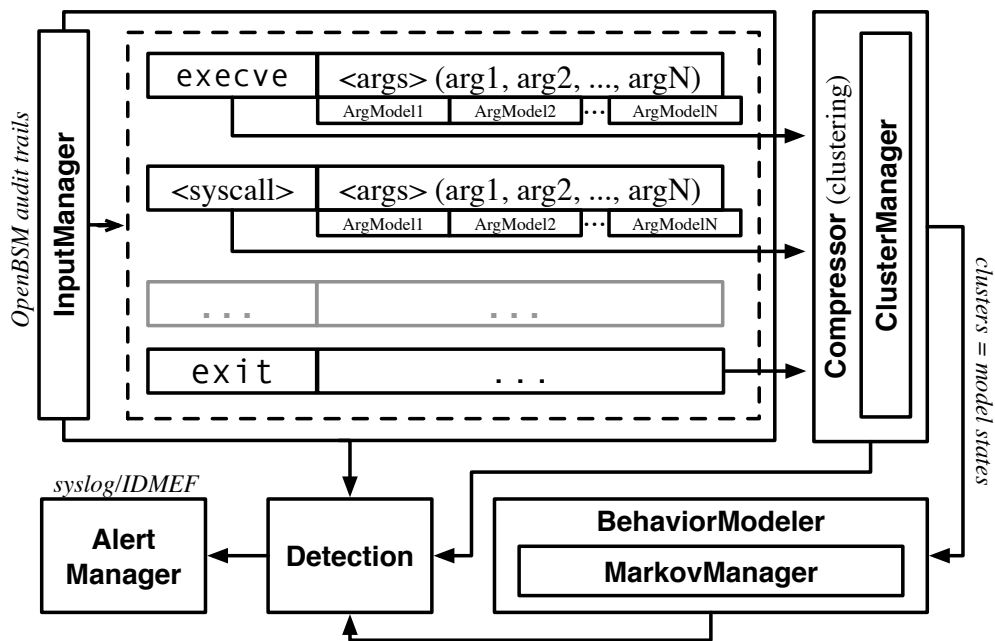 OpenBSM audit trails
InputManager
execve
<args> (arg1, arg2, ..., argN)
ArgModel1
ArgModel2
...
ArgModelN
<syscall>
<args> (arg1, arg2, ..., argN)
ArgModel1
ArgModel2
...
ArgModelN
...
...
exit
...
Compressor (clustering)
ClusterManager
clusters = model states
syslog/IDMEF
Alert
Manager
Detection
BehaviorModeler
MarkovManager